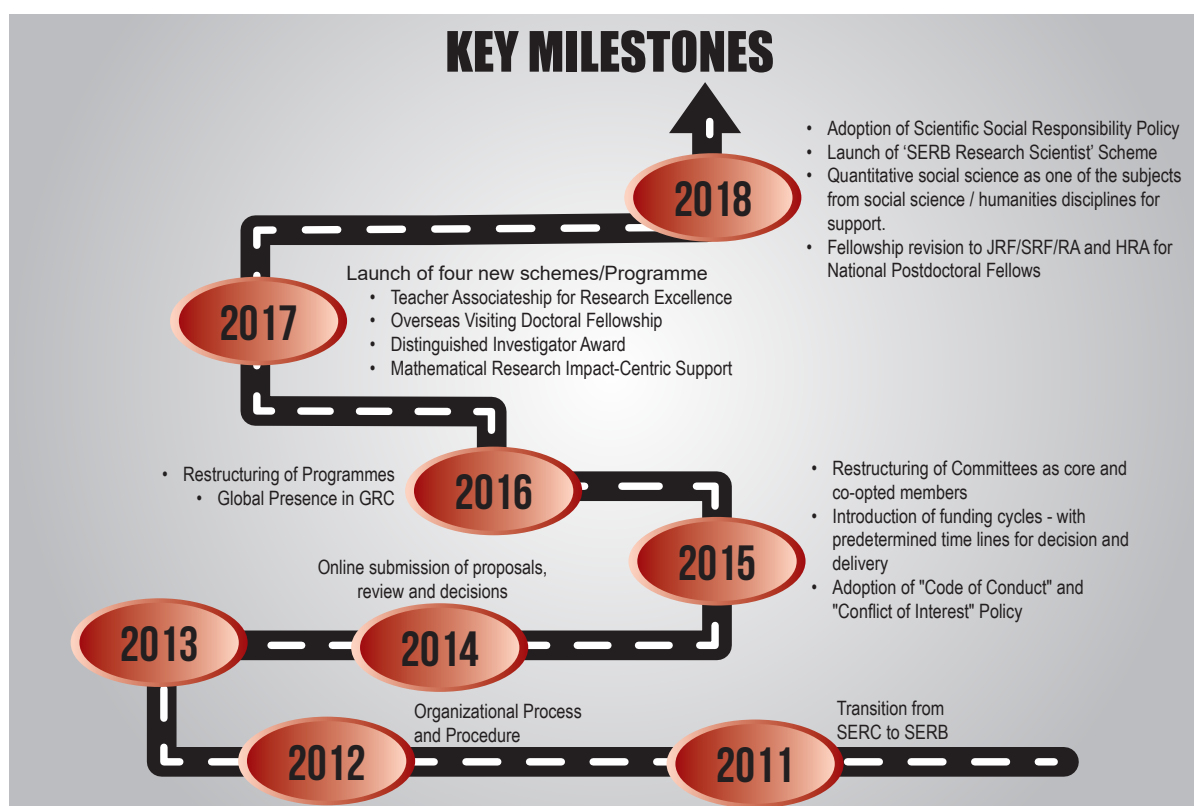 KEY MILESTONES
2018
• Adoption of Scientific Social Responsibility Policy
• Launch of ‘SERB Research Scientist’ Scheme
• Quantitative social science as one of the subjects
from social science / humanities disciplines for
support.
• Fellowship revision to JRF/SRF/RA and HRA for
National Postdoctoral Fellows
2017
Launch of four new schemes/Programme
• Teacher Associateship for Research Excellence
• Overseas Visiting Doctoral Fellowship
• Distinguished Investigator Award
• Mathematical Research Impact-Centric Support
• Restructuring of Programmes
• Global Presence in GRC
2016
2015
• Restructuring of Committees as core and
co-opted members
• Introduction of funding cycles - with
predetermined time lines for decision and
delivery
• Adoption of "Code of Conduct" and
"Conflict of Interest" Policy
Online submission of proposals,
review and decisions
2013
2014
Organizational Process
and Procedure
2012
Transition from
SERC to SERB
2011